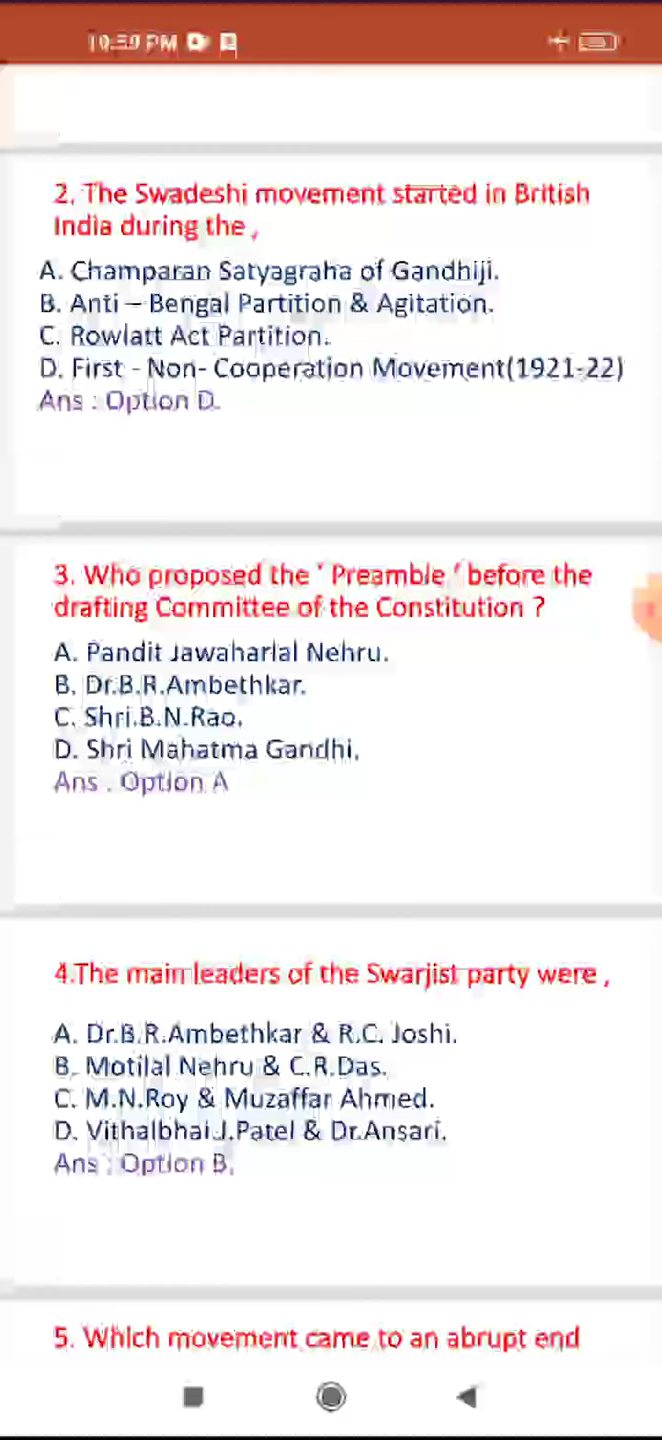 10:59 PM
2. The Swadeshi movement started in British
India during the ,
A. Champaran Satyagraha of Gandhiji.
B. Anti – Bengal Partition & Agitation.
C. Rowlatt Act Partition.
D. First - Non- Cooperation Movement(1921-22)
Ans : Option D.
3. Who proposed the ‘ Preamble ‘ before the
drafting Committee of the Constitution ?
A. Pandit Jawaharlal Nehru.
B. Dr.B.R.Ambethkar.
C. Shri.B.N.Rao.
D. Shri Mahatma Gandhi.
Ans . Option A
4.The main leaders of the Swarjist party were ,
A. Dr.B.R.Ambethkar & R.C. Joshi.
B. Motilal Nehru & C.R.Das.
C. M.N.Roy & Muzaffar Ahmed.
D. Vithalbhai.J.Patel & Dr.Ansari.
Ans : Option B.
5. Which movement came to an abrupt end